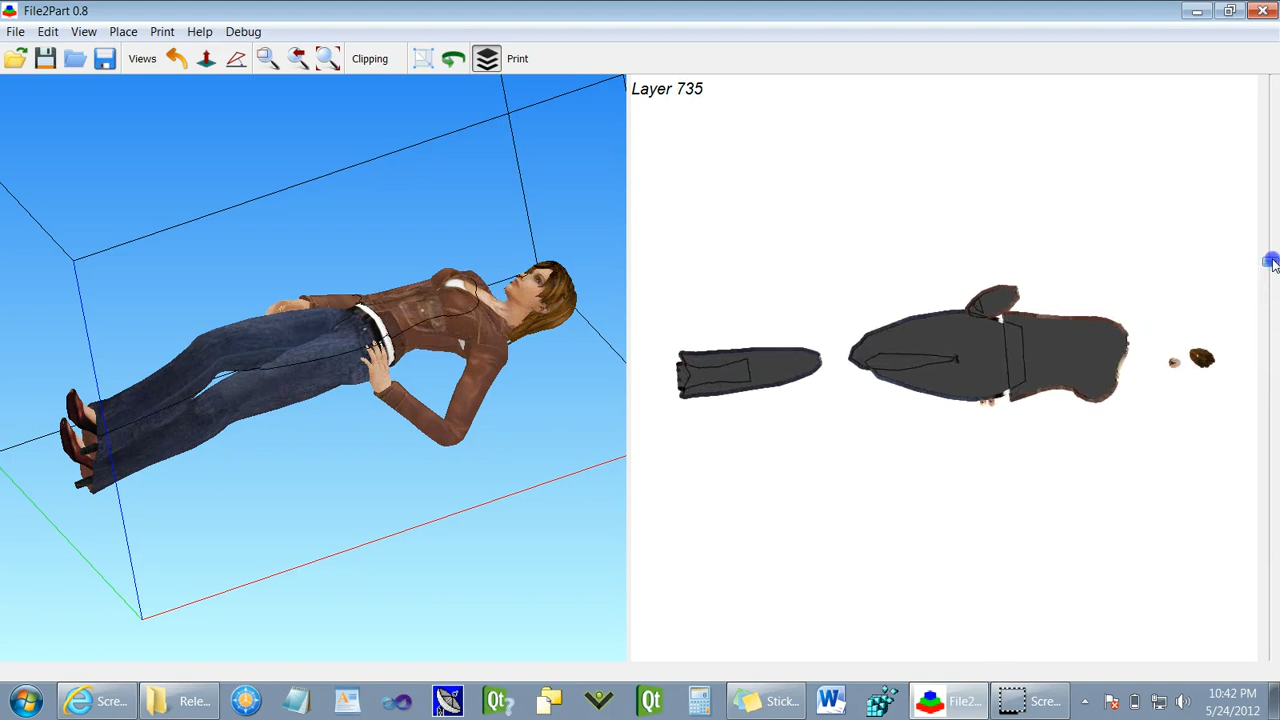 File2Part 0.8
File Edit View Place Print Help Debug
Views Clipping Print
Layer 735
Scre... Rele... Qt? Qt Stick... W File2... Scre... 10:42 PM
5/24/2012